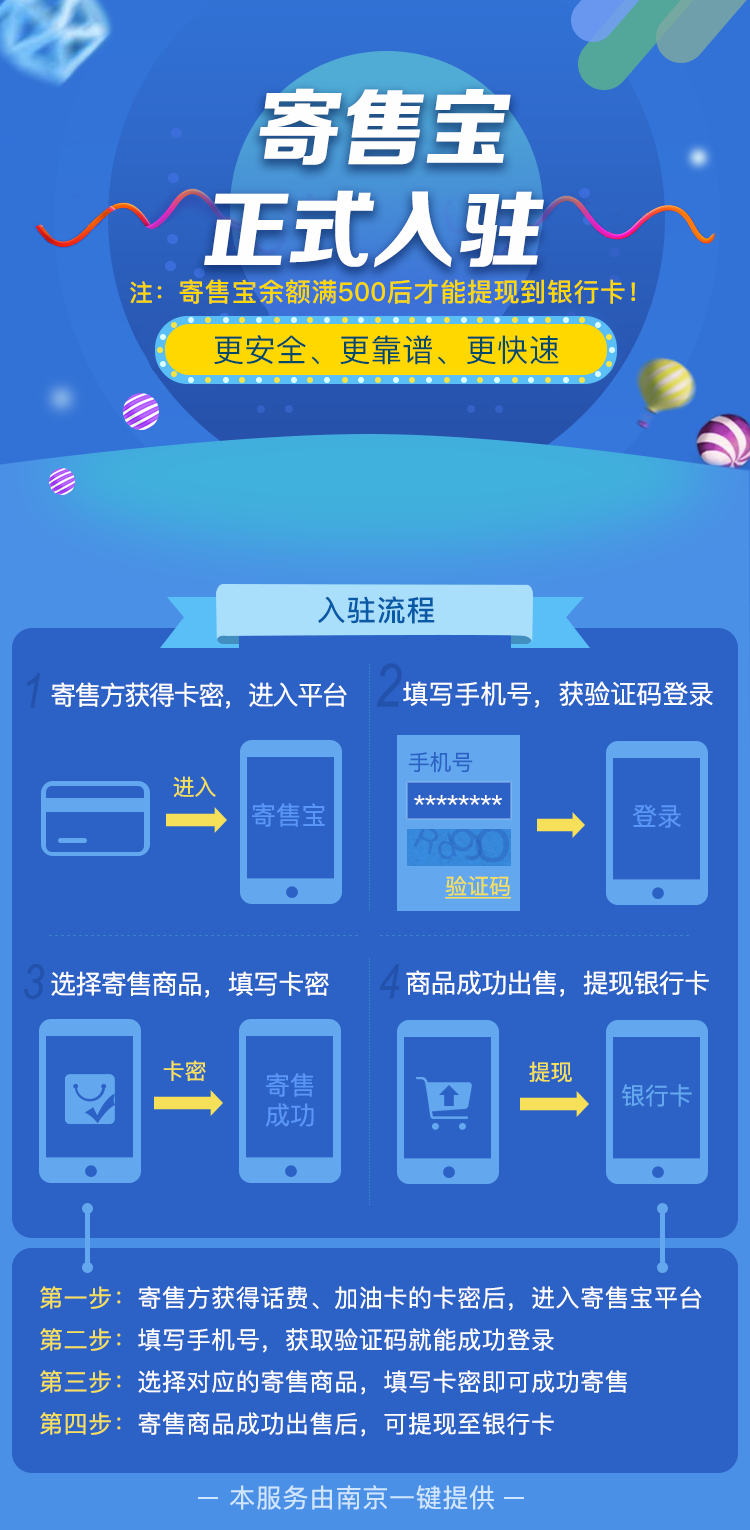 寄售宝
正式入驻
注：寄售宝余额满500后才能提现到银行卡！
更安全、更靠谱、更快速
入驻流程
1 寄售方获得卡密，进入平台
进入
寄售宝
2 填写手机号，获验证码登录
手机号
********
Rd9O
验证码
登录
3 选择寄售商品，填写卡密
卡密
寄售
成功
4 商品成功出售，提现银行卡
提现
银行卡
第一步：寄售方获得话费、加油卡的卡密后，进入寄售宝平台
第二步：填写手机号，获取验证码就能成功登录
第三步：选择对应的寄售商品，填写卡密即可成功寄售
第四步：寄售商品成功出售后，可提现至银行卡
— 本服务由南京一键提供 —